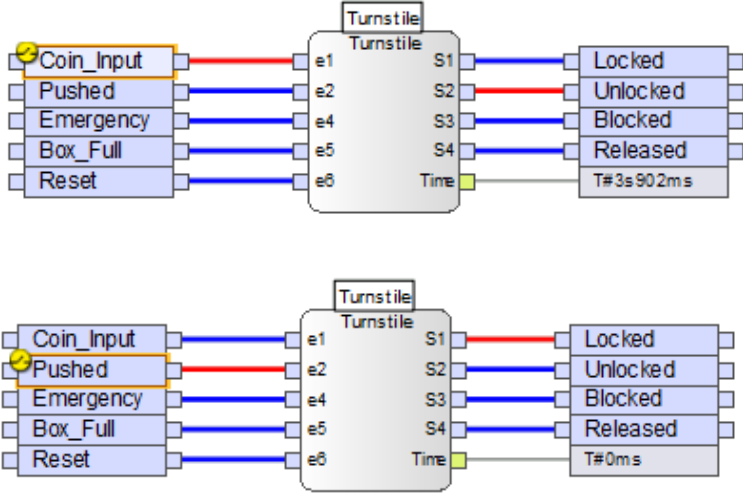 Turnstile
Turnstile
Coin_Input e1 S1 Locked
Pushed e2 S2 Unlocked
Emergency e4 S3 Blocked
Box_Full e5 S4 Released
Reset e6 Time T#3s902ms
Turnstile
Turnstile
Coin_Input e1 S1 Locked
Pushed e2 S2 Unlocked
Emergency e4 S3 Blocked
Box_Full e5 S4 Released
Reset e6 Time T#0ms